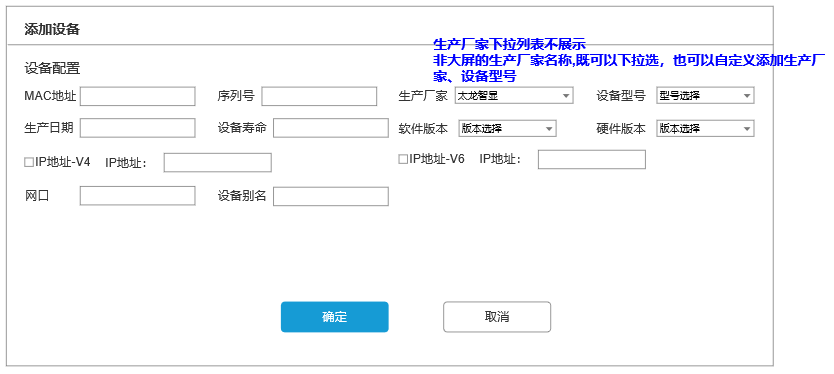 添加设备
生产厂家下拉列表不展示
非大屏的生产厂家名称,既可以下拉选，也可以自定义添加生产厂
家、设备型号
设备配置
MAC地址 序列号 生产厂家 太龙智显 设备型号 型号选择
生产日期 设备寿命 软件版本 版本选择 硬件版本 版本选择
IP地址-V4 IP地址： IP地址-V6 IP地址：
网口 设备别名
确定 取消